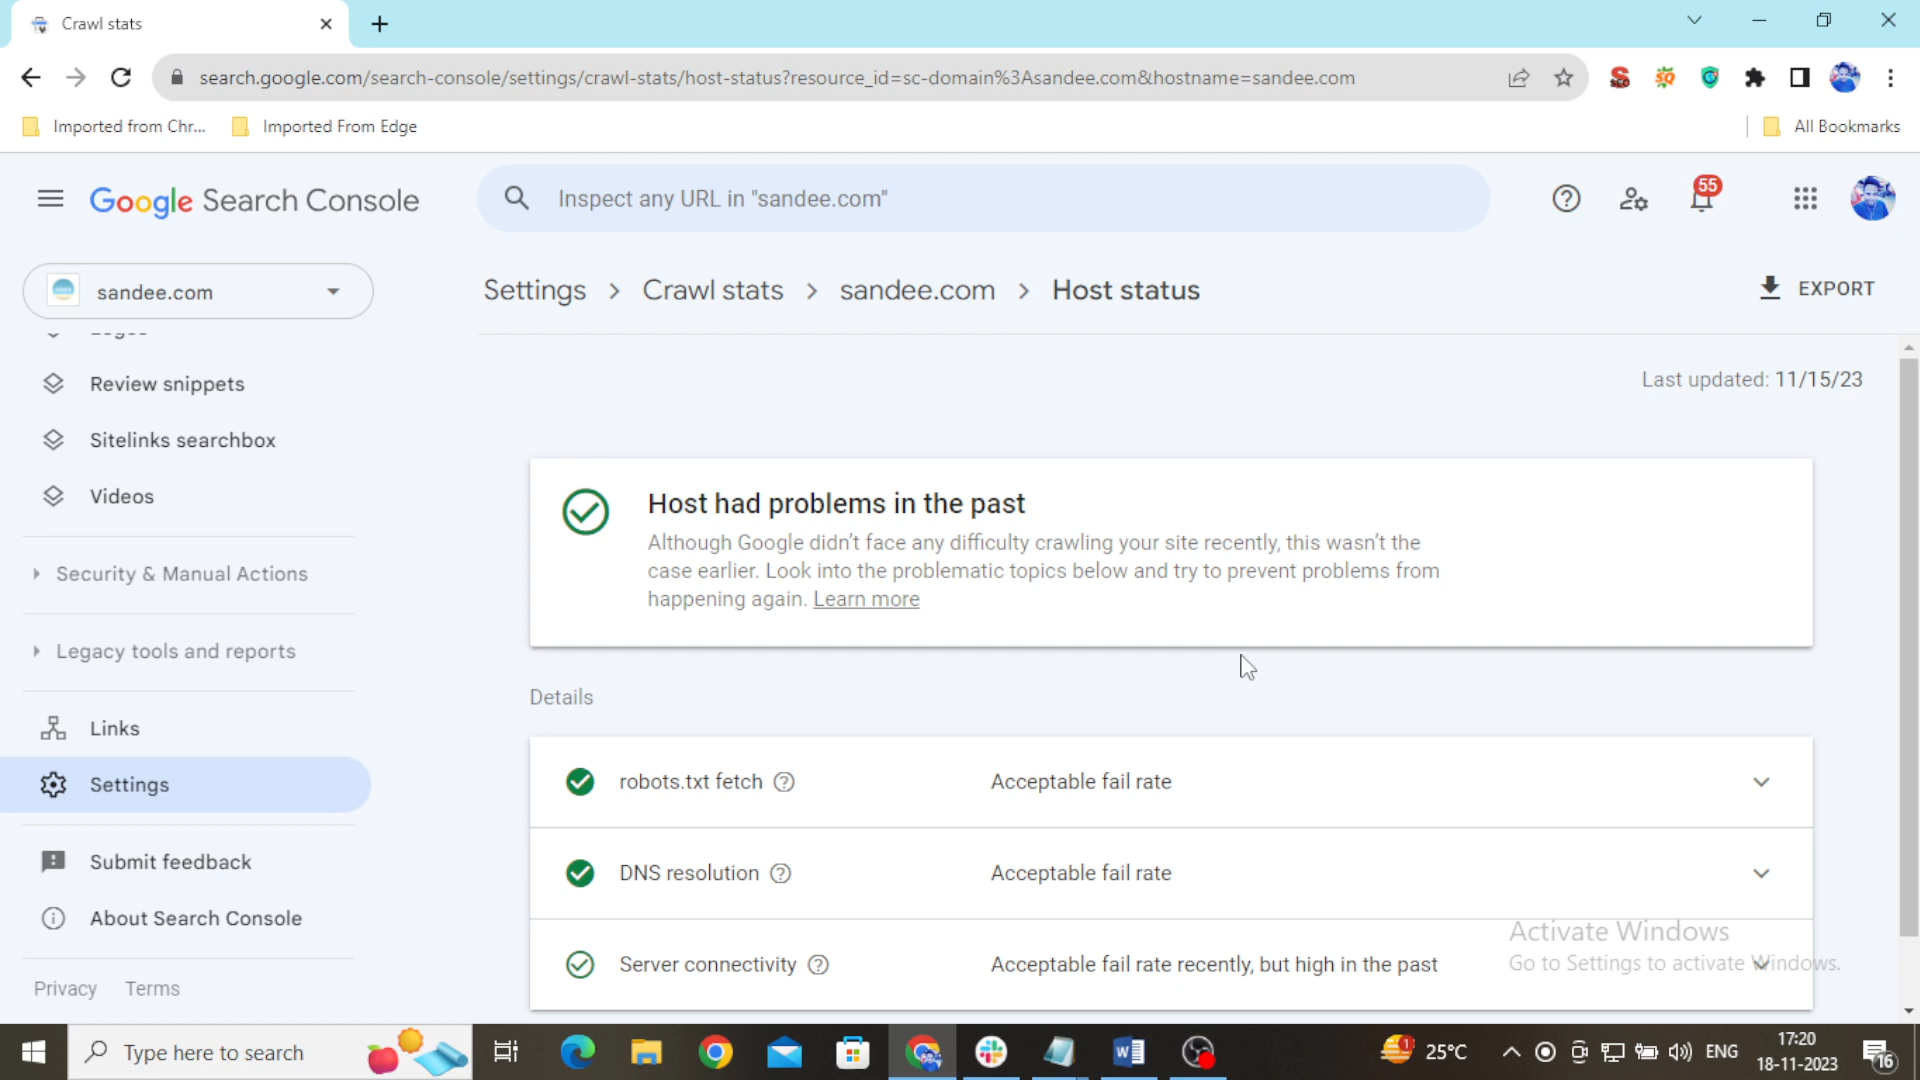 Crawl stats
search.google.com/search-console/settings/crawl-stats/host-status?resource_id=sc-domain%3Asandee.com&hostname=sandee.com
Imported from Chr...
Imported From Edge
All Bookmarks
Google Search Console
Inspect any URL in "sandee.com"
55
sandee.com
Settings > Crawl stats > sandee.com > Host status
EXPORT
Last updated: 11/15/23
Review snippets
Sitelinks searchbox
Videos
Security & Manual Actions
Legacy tools and reports
Links
Settings
Submit feedback
About Search Console
Privacy Terms
Host had problems in the past
Although Google didn't face any difficulty crawling your site recently, this wasn't the
case earlier. Look into the problematic topics below and try to prevent problems from
happening again. Learn more
Details
robots.txt fetch
Acceptable fail rate
DNS resolution
Acceptable fail rate
Server connectivity
Acceptable fail rate recently, but high in the past
Activate Windows
Go to Settings to activate Windows.
Type here to search
1
25°C
ENG
17:20
18-11-2023
16